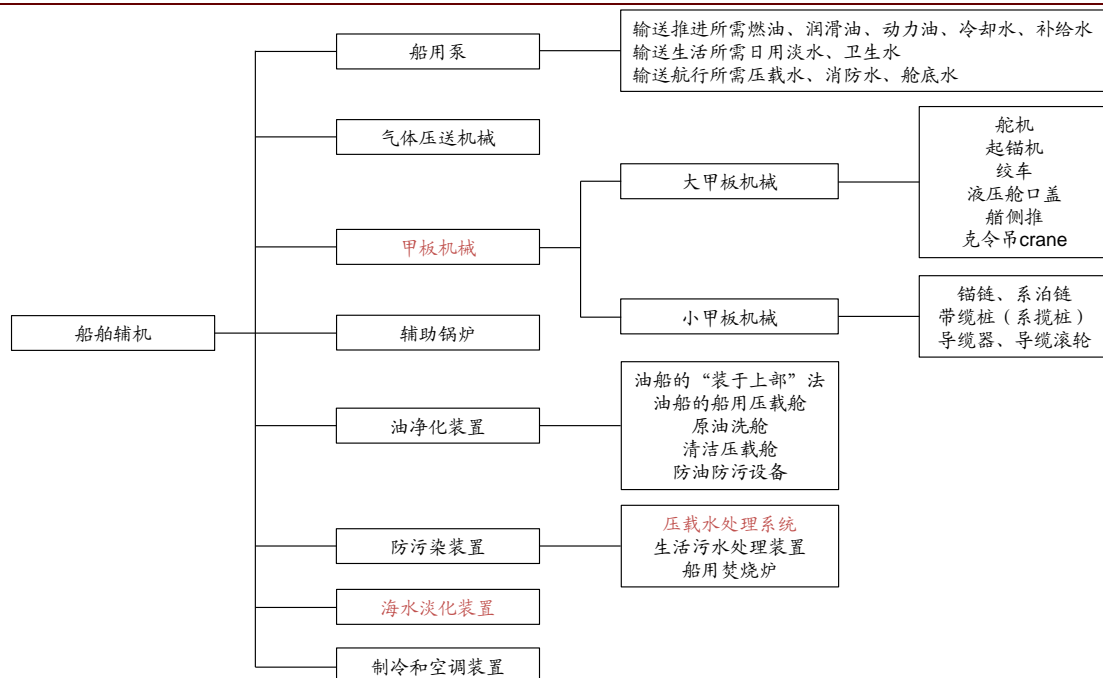 船用泵
输送推进所需燃油、润滑油、动力油、冷却水、补给水
输送生活所需日用淡水、卫生水
输送航行所需压载水、消防水、舱底水
气体压送机械
大甲板机械
舵机
起锚机
绞车
液压舱口盖
艏侧推
克令吊crane
甲板机械
小甲板机械
锚链、系泊链
带缆桩（系揽桩）
导缆器、导缆滚轮
船舶辅机
辅助锅炉
油净化装置
油船的“装于上部”法
油船的船用压载舱
原油洗舱
清洁压载舱
防油防污设备
防污染装置
压载水处理系统
生活污水处理装置
船用焚烧炉
海水淡化装置
制冷和空调装置